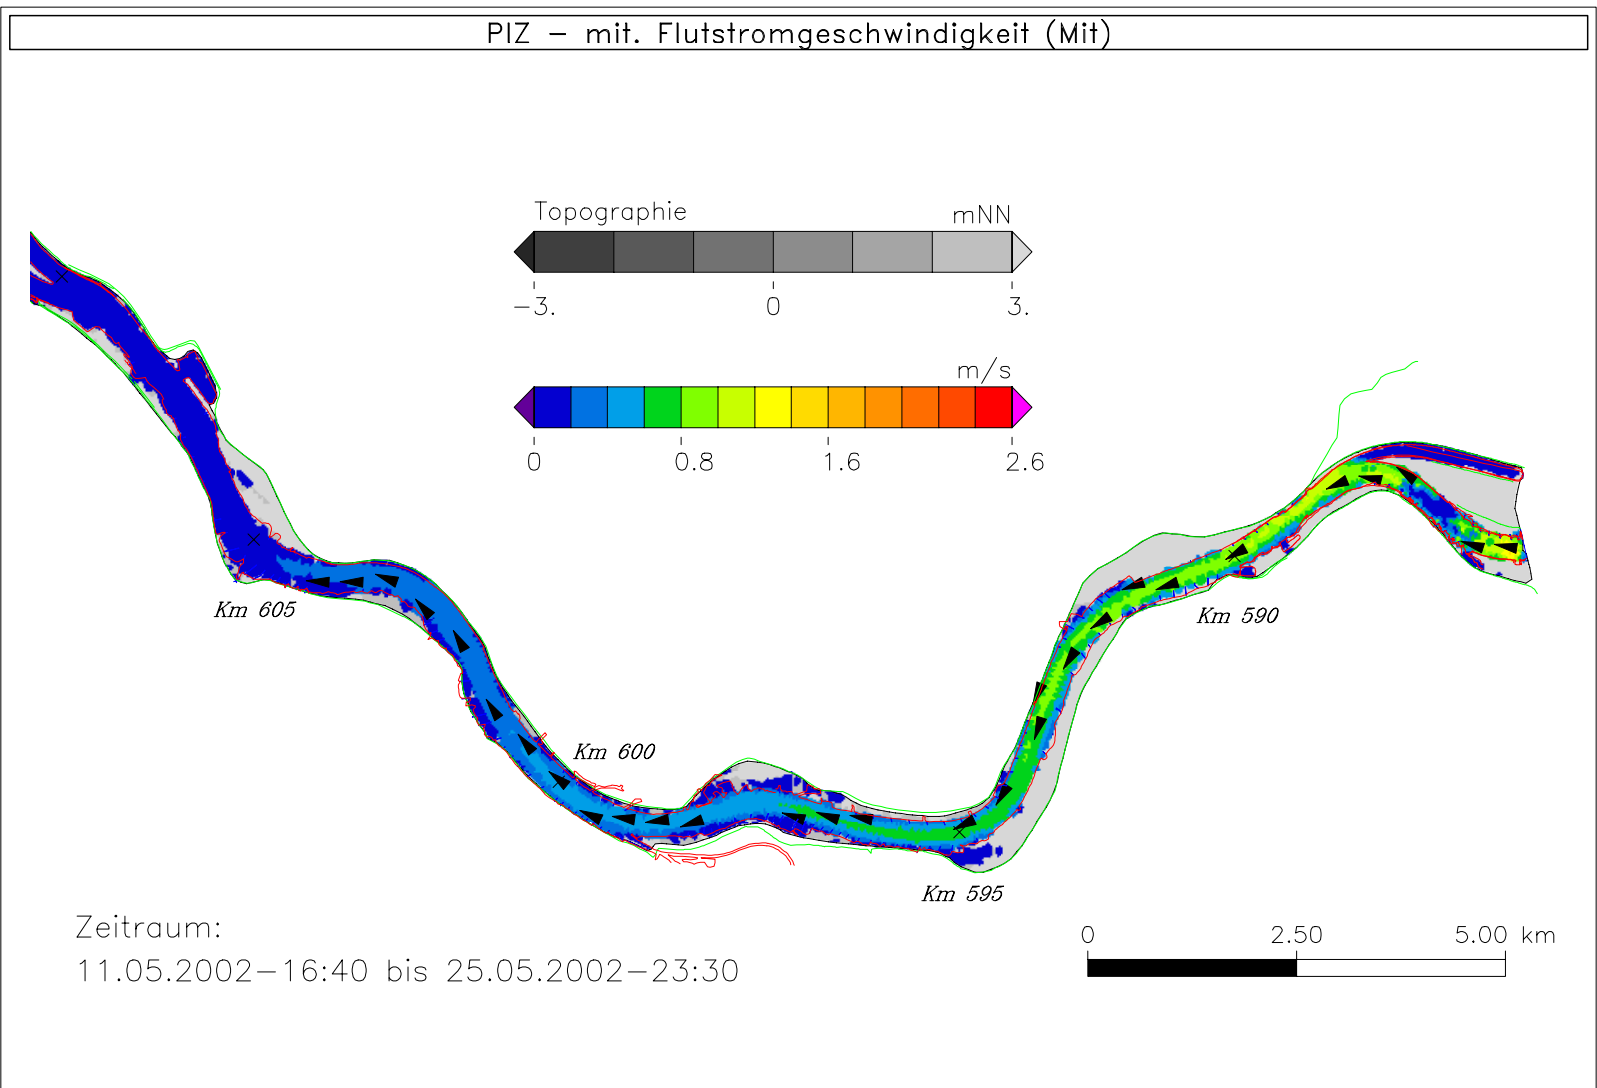 PIZ - mit. Flutstromgeschwindigkeit (Mit)
Topographie mNN
-3. 0 3.
m/s
0 0.8 1.6 2.6
Km 605
Km 590
Km 600
Km 595
Zeitraum:
11.05.2002-16:40 bis 25.05.2002-23:30
0 2.50 5.00 km